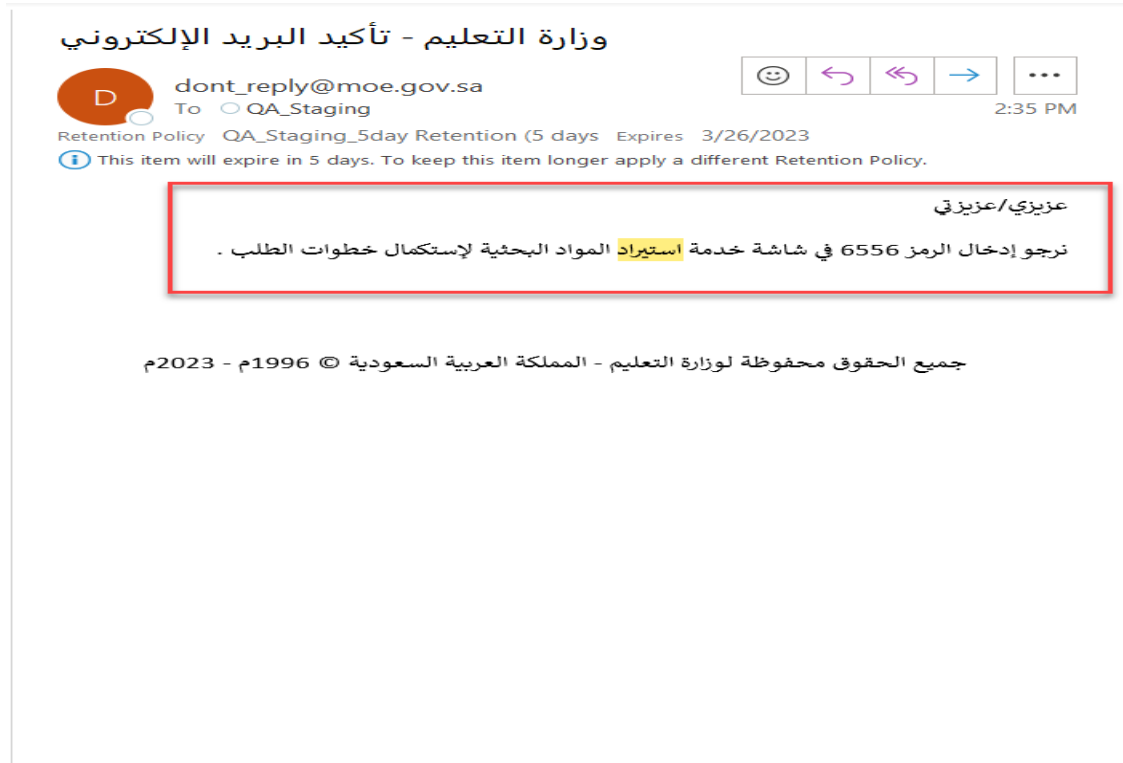 وزارة التعليم - تأكيد البريد الإلكتروني
D
dont_reply@moe.gov.sa
To QA_Staging
2:35 PM
Retention Policy QA_Staging_5day Retention (5 days Expires 3/26/2023
This item will expire in 5 days. To keep this item longer apply a different Retention Policy.
عزيزي/عزيزتي
نرجو إدخال الرمز 6556 في شاشة خدمة استيراد المواد البحثية لإستكمال خطوات الطلب .
جميع الحقوق محفوظة لوزارة التعليم - المملكة العربية السعودية © 1996م - 2023م